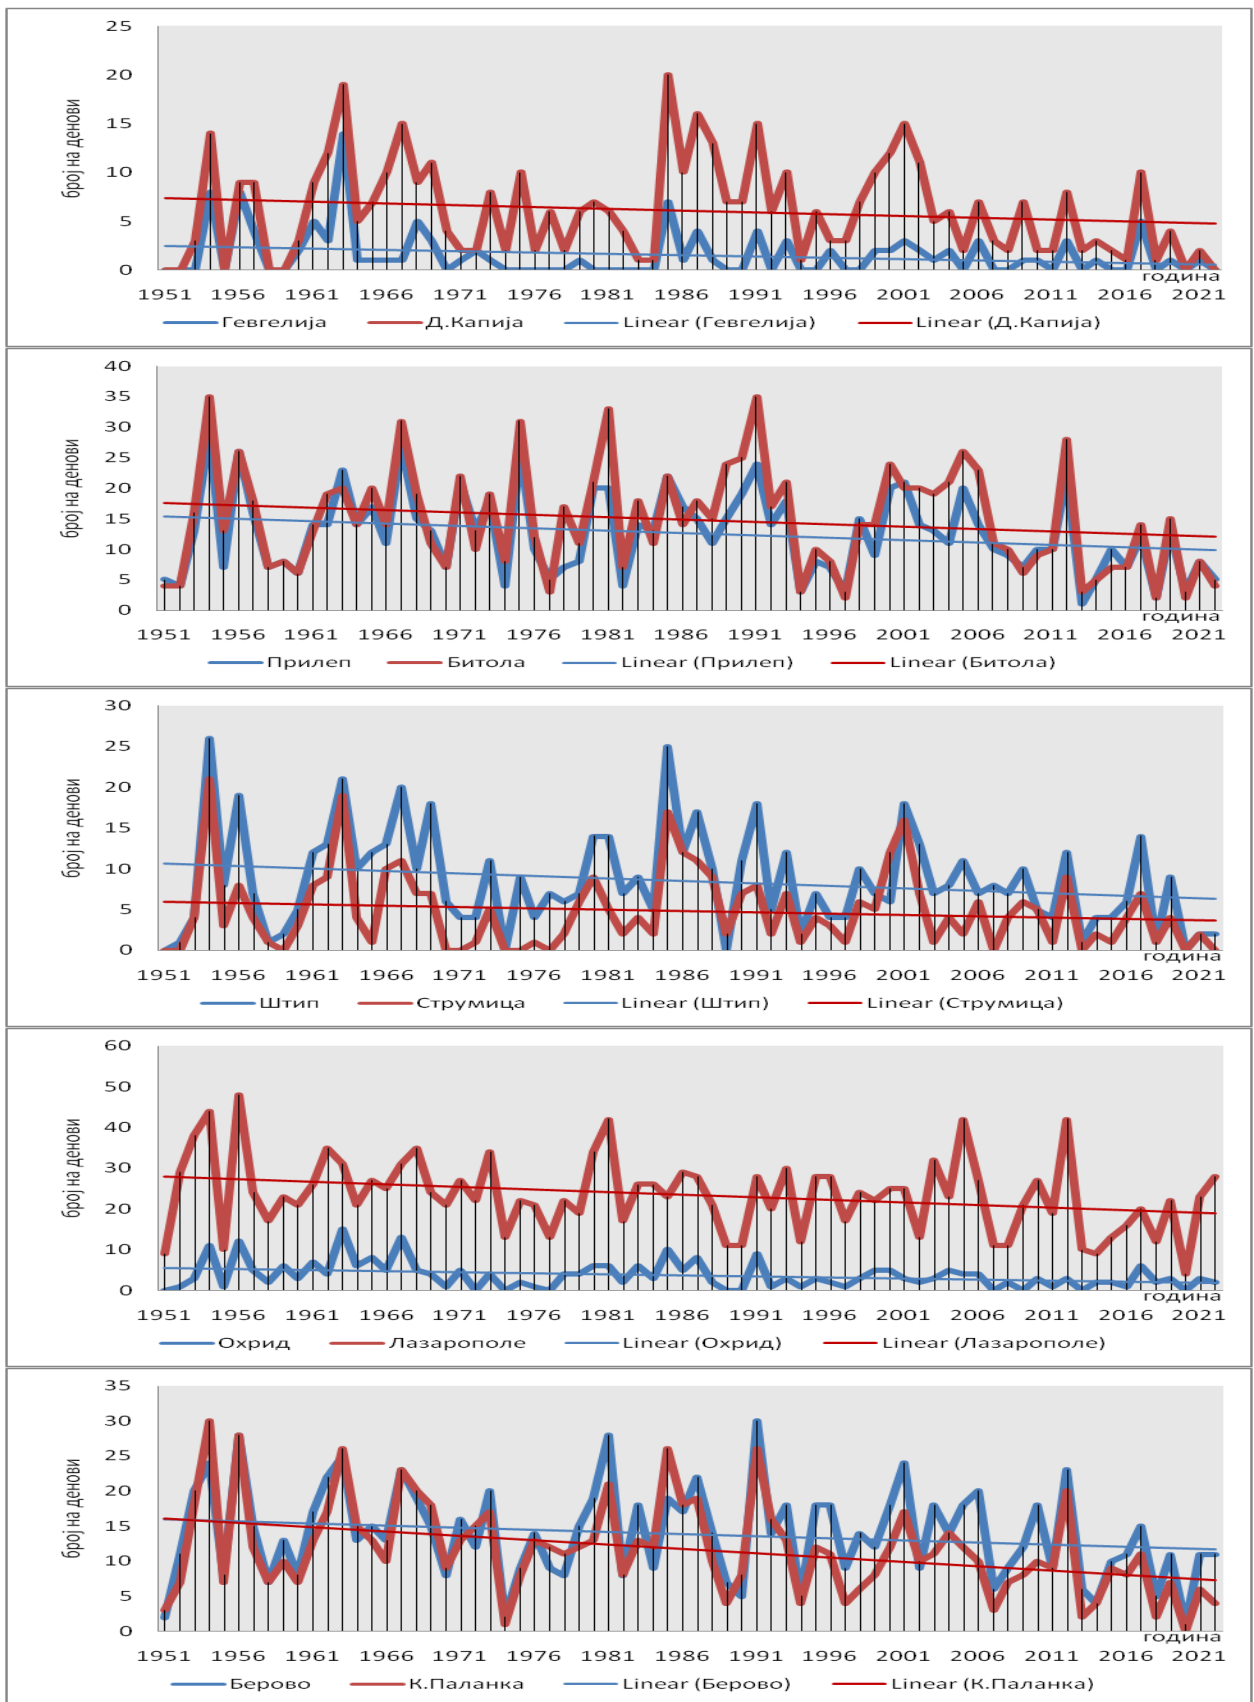 25
20
15
10
5
0
број на денови
година
1951 1956 1961 1966 1971 1976 1981 1986 1991 1996 2001 2006 2011 2016 2021
Гевгелија Д.Капија Linear (Гевгелија) Linear (Д.Капија)
40
35
30
25
20
15
10
5
0
број на денови
година
1951 1956 1961 1966 1971 1976 1981 1986 1991 1996 2001 2006 2011 2016 2021
Прилеп Битола Linear (Прилеп) Linear (Битола)
30
25
20
15
10
5
0
број на денови
година
1951 1956 1961 1966 1971 1976 1981 1986 1991 1996 2001 2006 2011 2016 2021
Штип Струмица Linear (Штип) Linear (Струмица)
60
50
40
30
20
10
0
број на денови
година
1951 1956 1961 1966 1971 1976 1981 1986 1991 1996 2001 2006 2011 2016 2021
Охрид Лазарополе Linear (Охрид) Linear (Лазарополе)
35
30
25
20
15
10
5
0
број на денови
година
1951 1956 1961 1966 1971 1976 1981 1986 1991 1996 2001 2006 2011 2016 2021
Берово К.Паланка Linear (Берово) Linear (К.Паланка)